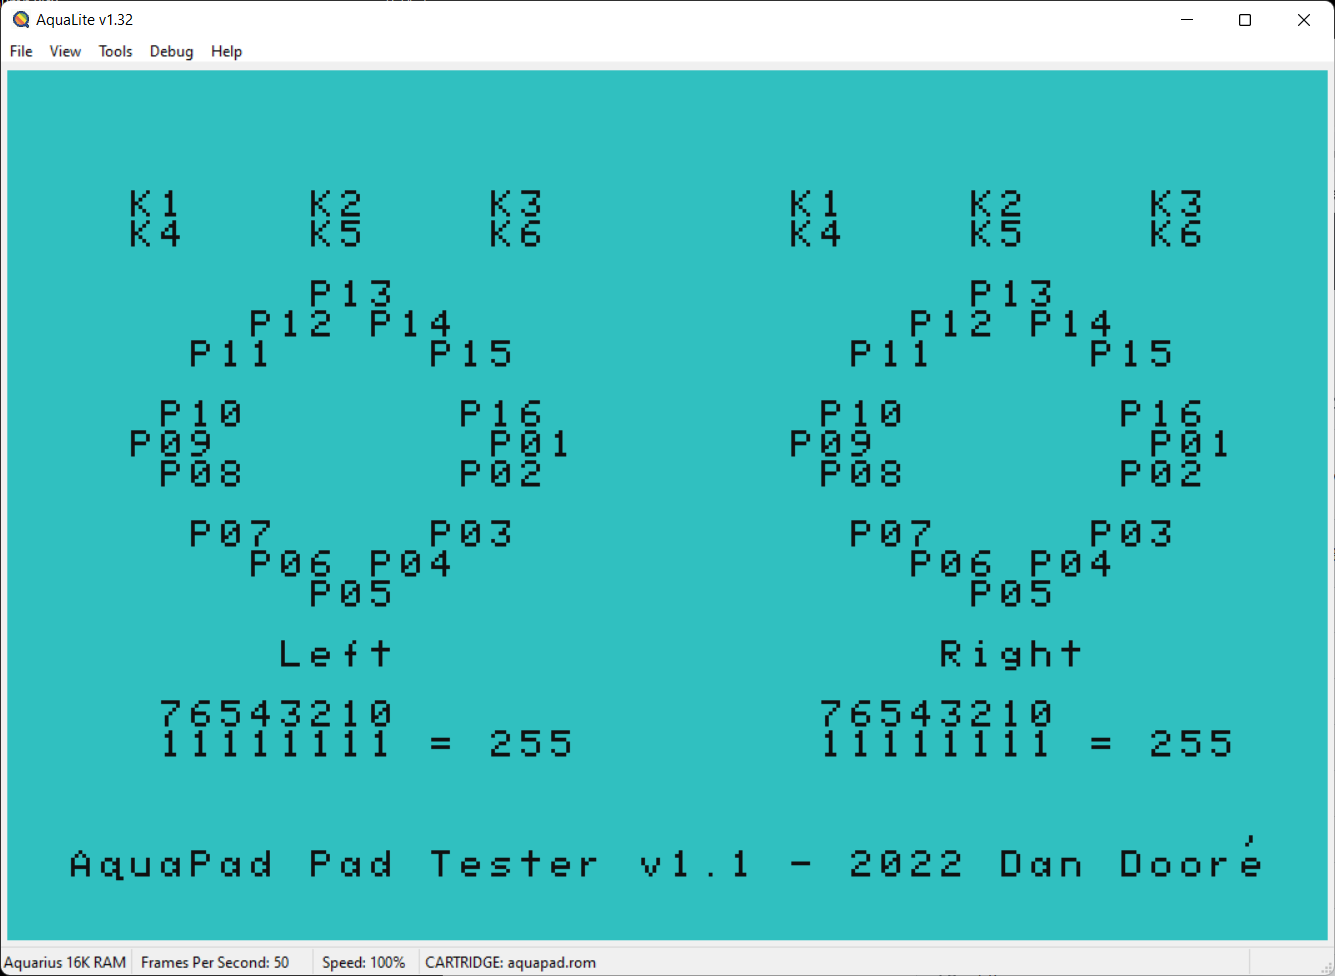 AquaLite v1.32
File View Tools Debug Help
K1 K2 K3 K1 K2 K3
K4 K5 K6 K4 K5 K6
P13 P13
P12 P14 P12 P14
P11 P15 P11 P15
P10 P16 P10 P16
P09 P01 P09 P01
P08 P02 P08 P02
P07 P03 P07 P03
P06 P04 P06 P04
P05 P05
Left Right
76543210 76543210
11111111 = 255 11111111 = 255
AquaPad Pad Tester v1.1 - 2022 Dan Dooré
Aquarius 16K RAM Frames Per Second: 50 Speed: 100% CARTRIDGE: aquapad.rom